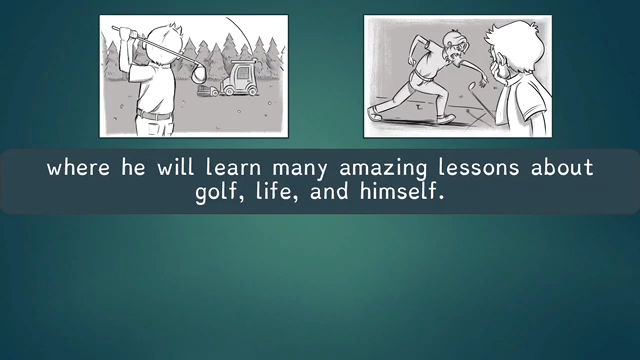 where he will learn many amazing lessons about
golf, life, and himself.